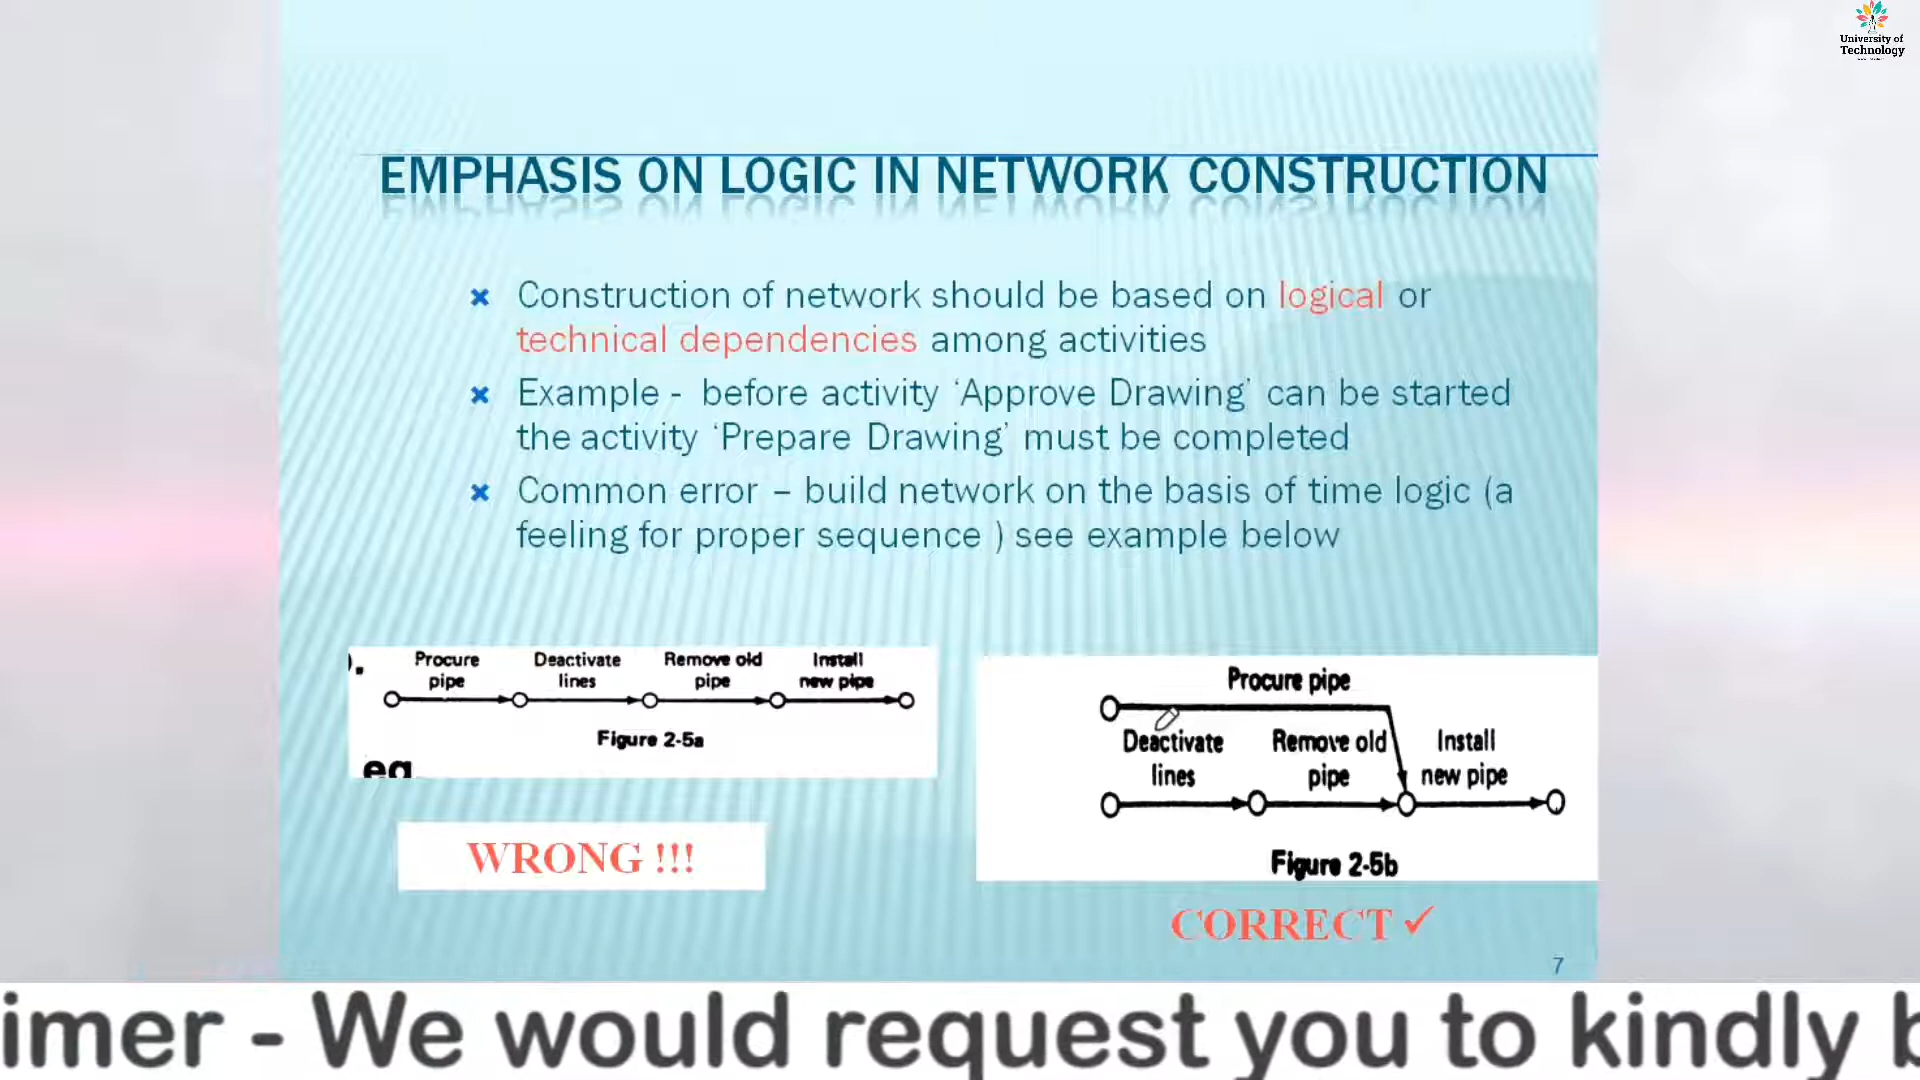 University of
Technology
EMPHASIS ON LOGIC IN NETWORK CONSTRUCTION
Construction of network should be based on logical or
technical dependencies among activities
Example - before activity ‘Approve Drawing’ can be started
the activity ‘Prepare Drawing’ must be completed
Common error – build network on the basis of time logic (a
feeling for proper sequence ) see example below
Procure
pipe
Deactivate
lines
Remove old
pipe
Install
new pipe
Figure 2-5a
eg
WRONG !!!
Procure pipe
Deactivate
lines
Remove old
pipe
Install
new pipe
Figure 2-5b
CORRECT ✓
7
imer - We would request you to kindly b